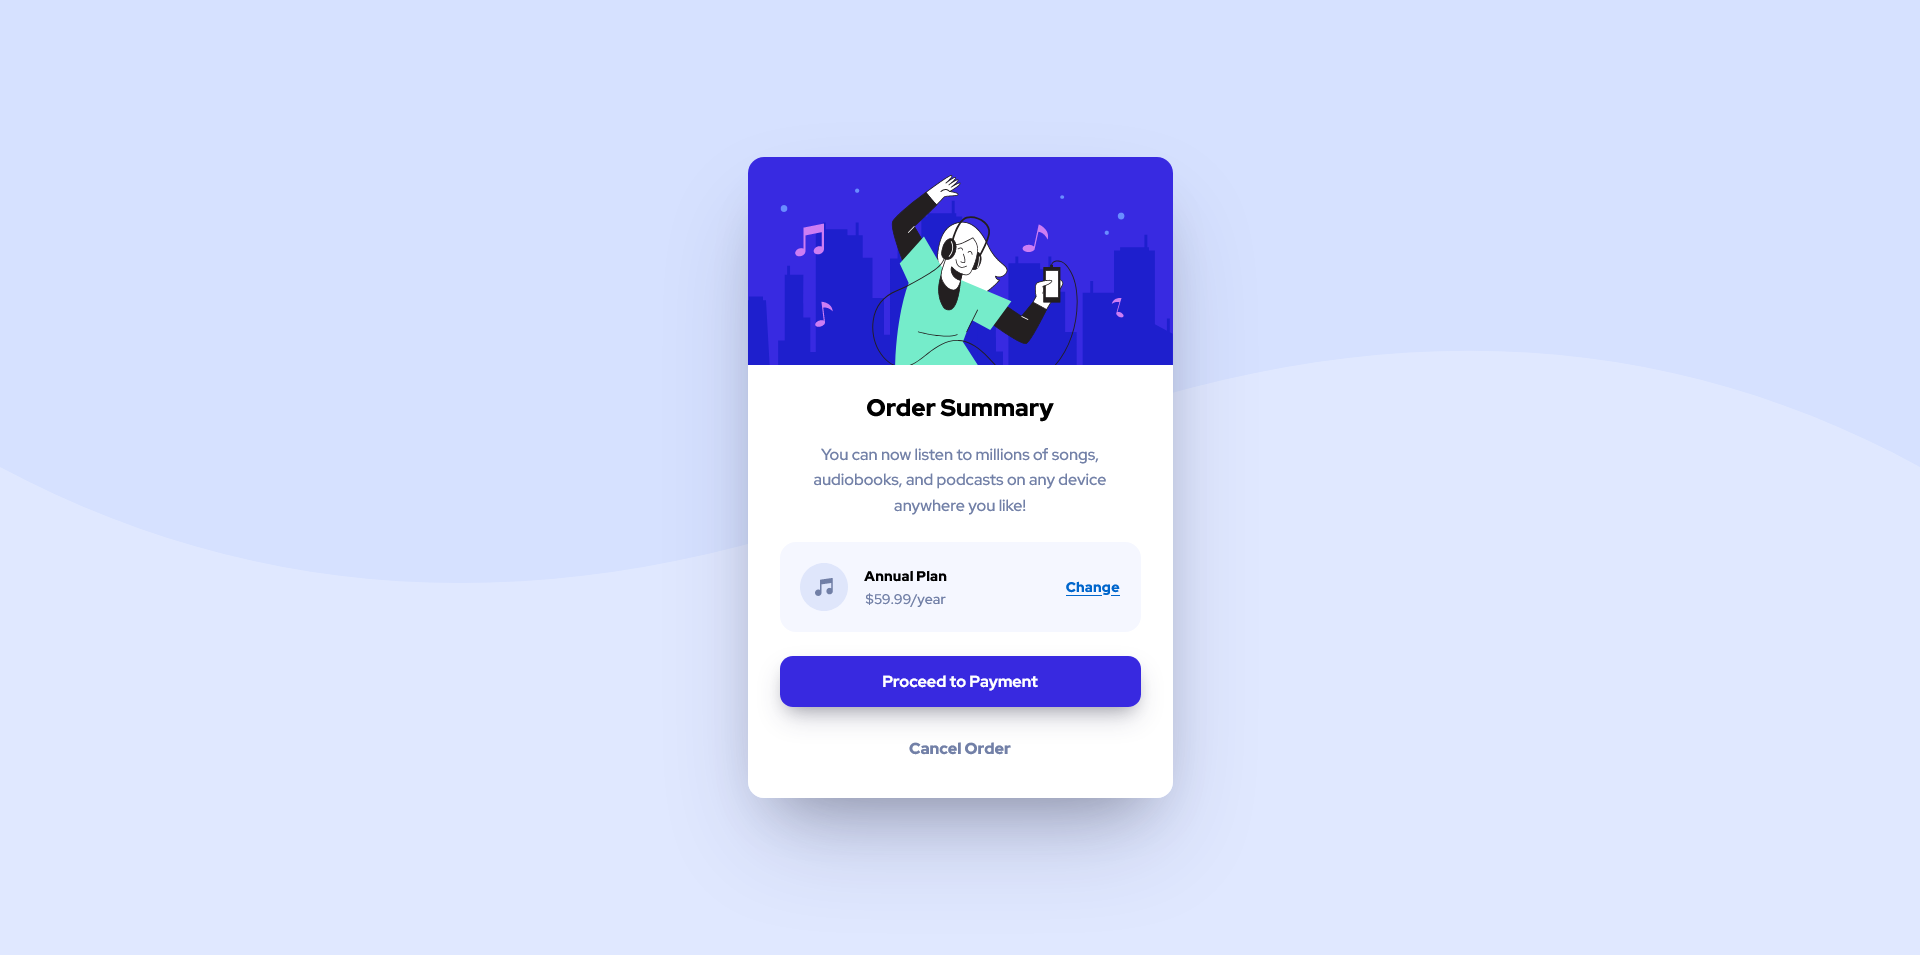 Order Summary
You can now listen to millions of songs,
audiobooks, and podcasts on any device
anywhere you like!
Annual Plan
$59.99/year
Change
Proceed to Payment
Cancel Order